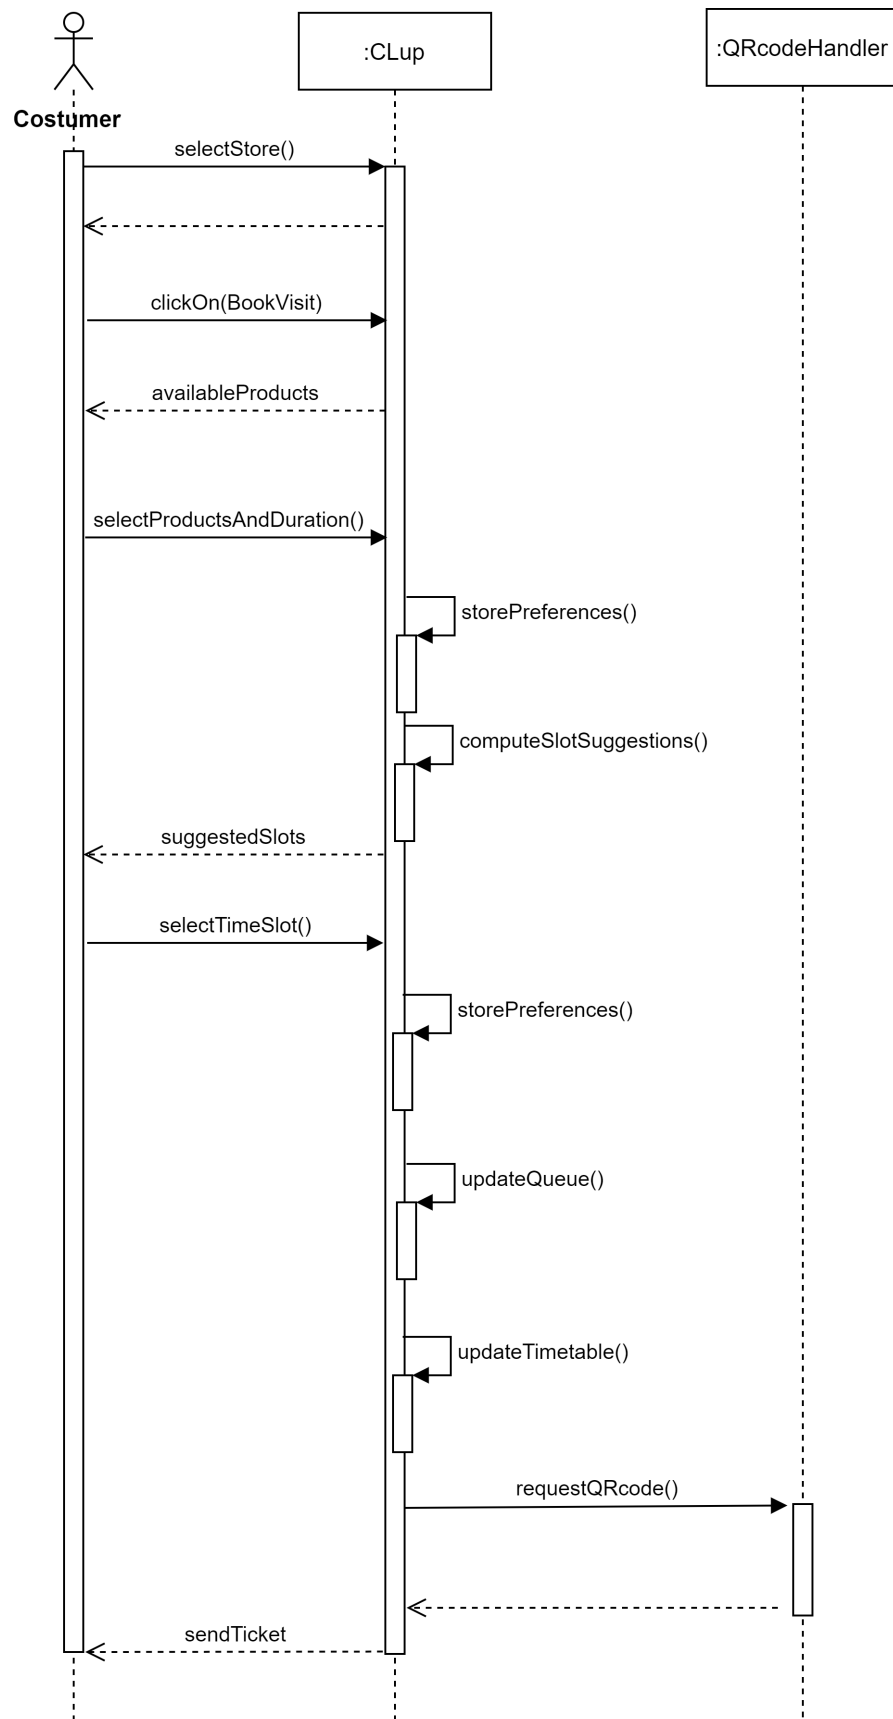 :CLup
:QRcodeHandler
Costumer
selectStore()
clickOn(BookVisit)
availableProducts
selectProductsAndDuration()
storePreferences()
computeSlotSuggestions()
suggestedSlots
selectTimeSlot()
storePreferences()
updateQueue()
updateTimetable()
requestQRcode()
sendTicket